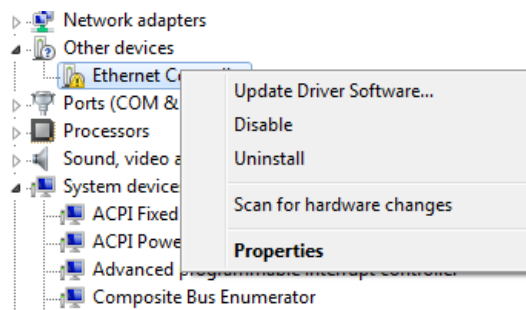 Network adapters
Other devices
Ethernet Co
Update Driver Software...
Ports (COM &
Disable
Processors
Uninstall
Sound, video a
System device
Scan for hardware changes
ACPI Fixed
ACPI Powe
Properties
Advanced programmable interrupt controller
Composite Bus Enumerator